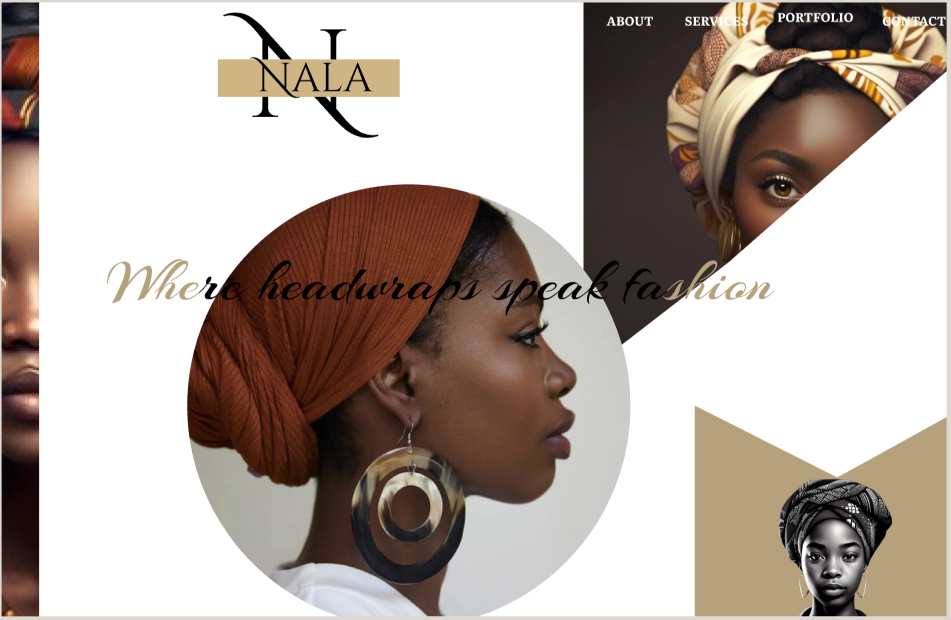 N
NALA
ABOUT SERVICES PORTFOLIO CONTACT
Where headwraps speak fashion